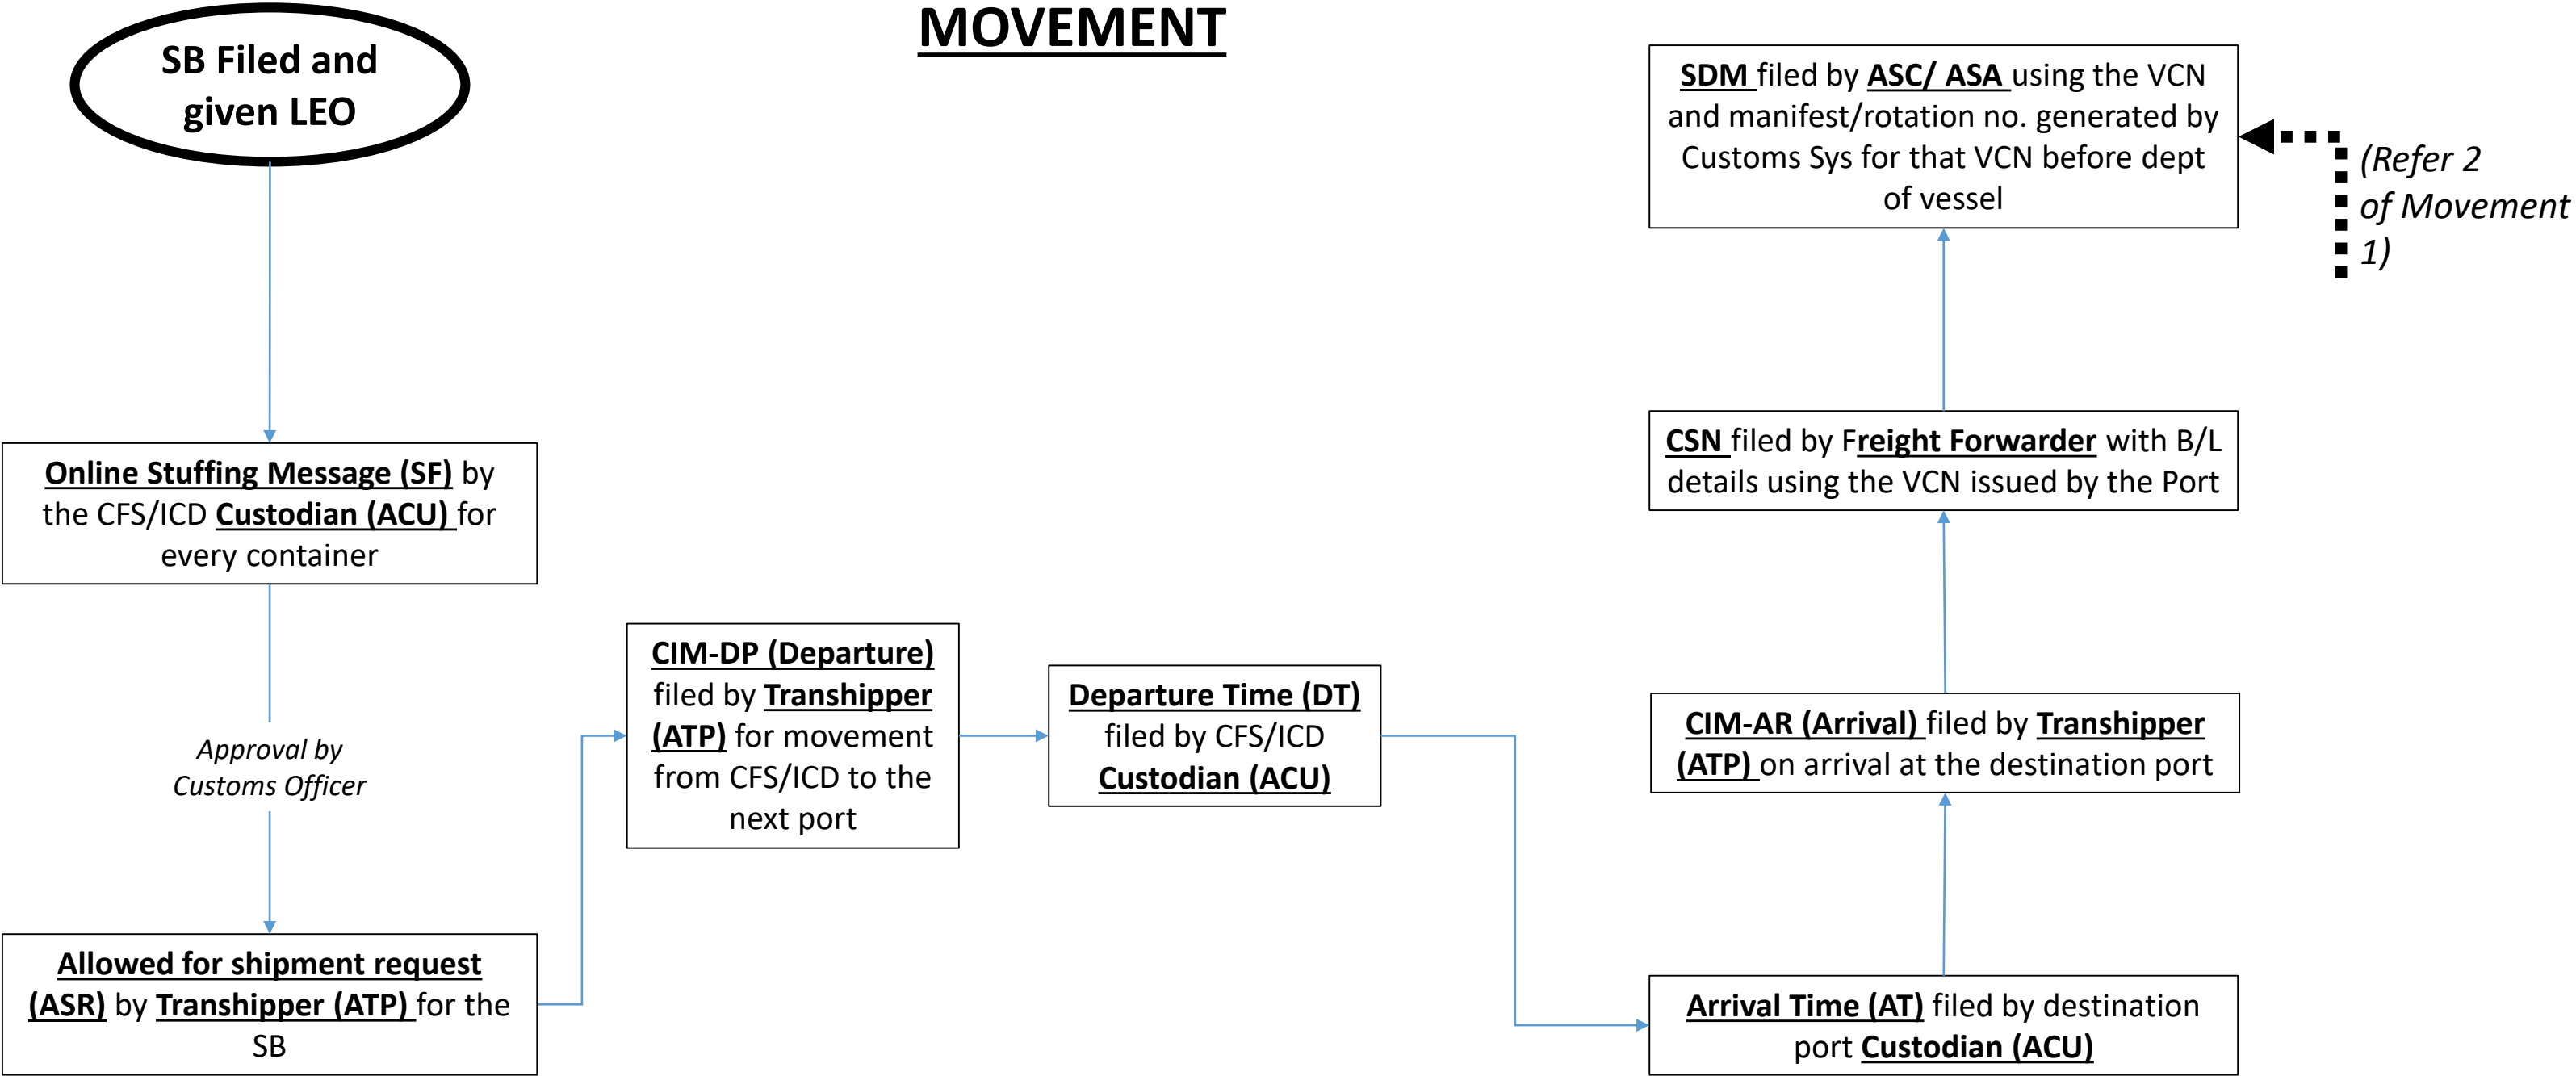 MOVEMENT
SB Filed and
given LEO
Online Stuffing Message (SF) by
the CFS/ICD Custodian (ACU) for
every container
Approval by
Customs Officer
Allowed for shipment request
(ASR) by Transhipper (ATP) for the
SB
CIM-DP (Departure)
filed by Transhipper
(ATP) for movement
from CFS/ICD to the
next port
Departure Time (DT)
filed by CFS/ICD
Custodian (ACU)
Arrival Time (AT) filed by destination
port Custodian (ACU)
CIM-AR (Arrival) filed by Transhipper
(ATP) on arrival at the destination port
CSN filed by Freight Forwarder with B/L
details using the VCN issued by the Port
SDM filed by ASC/ ASA using the VCN
and manifest/rotation no. generated by
Customs Sys for that VCN before dept
of vessel
(Refer 2
of Movement
1)